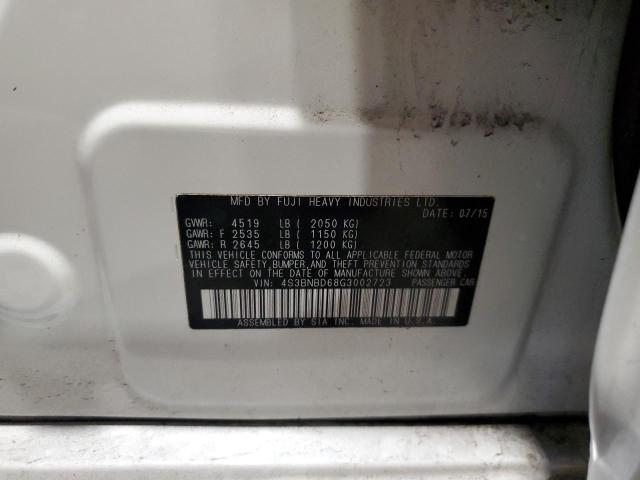 MFD BY FUJI HEAVY INDUSTRIES LTD.
DATE: 07/15
GVWR: 4519 LB ( 2050 KG)
GAWR: F 2535 LB ( 1150 KG)
GAWR: R 2645 LB ( 1200 KG)
THIS VEHICLE CONFORMS TO ALL APPLICABLE FEDERAL MOTOR
VEHICLE SAFETY, BUMPER, AND THEFT PREVENTION STANDARDS
IN EFFECT ON THE DATE OF MANUFACTURE SHOWN ABOVE.
VIN: 4S3BNBD68G3002723 PASSENGER CAR
ASSEMBLED BY SIA INC. MADE IN U.S.A.